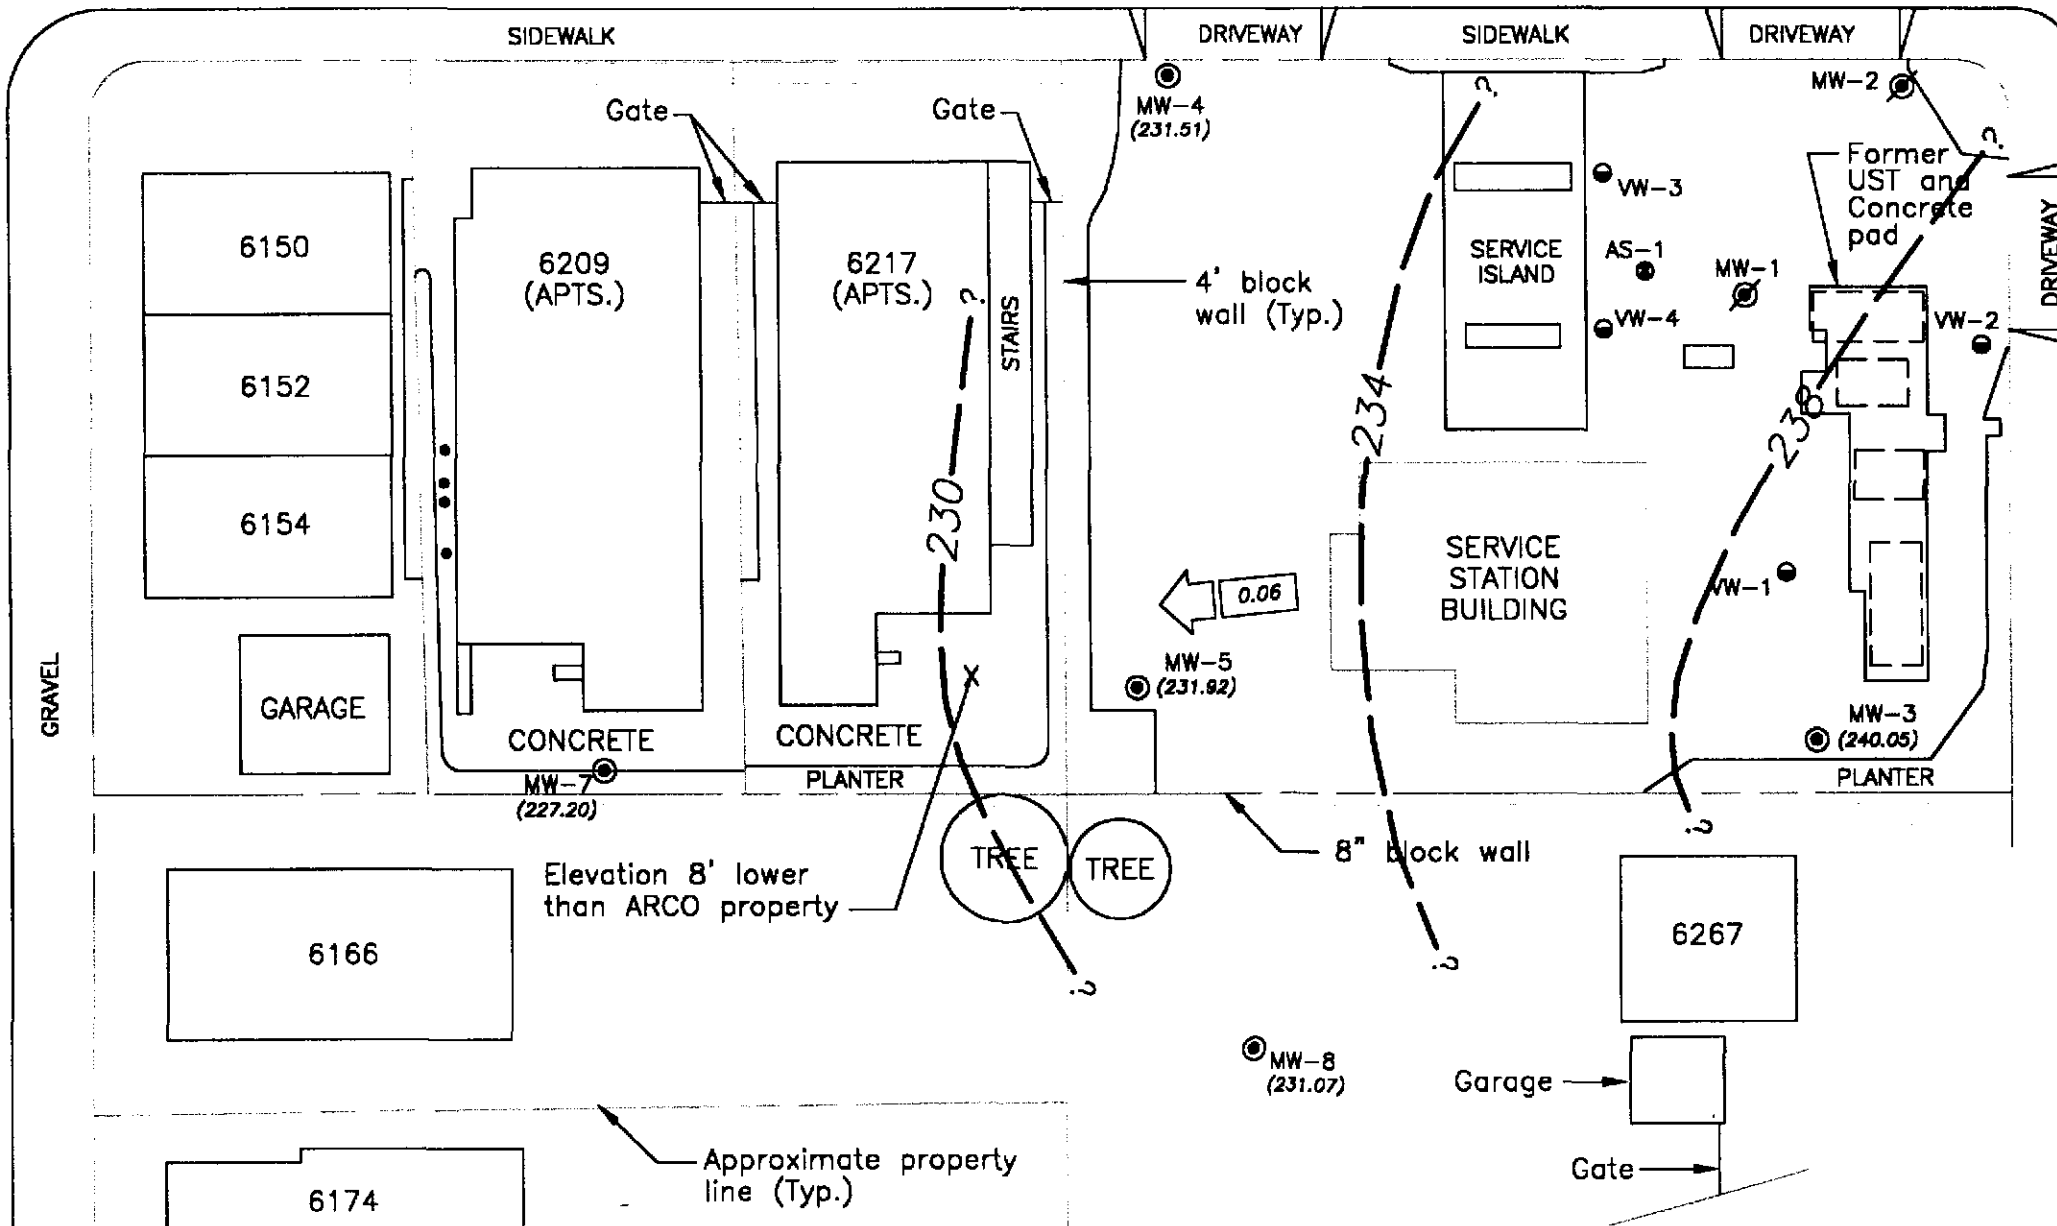 SIDEWALK
DRIVEWAY
SIDEWALK
DRIVEWAY
MW-4
(231.51)
MW-2
Gate
Gate
?
?
Former
UST and
Concrete
pad
VW-3
AS-1
MW-1
VW-4
VW-2
DRIVEWAY
6150
6152
6154
6209
(APTS.)
6217
(APTS.)
?
STAIRS
4' block
wall (Typ.)
SERVICE
ISLAND
234
230
0.06
SERVICE
STATION
BUILDING
VW-1
GRAVEL
GARAGE
MW-5
(231.92)
X
MW-3
(240.05)
CONCRETE
CONCRETE
PLANTER
PLANTER
MW-7
(227.20)
?
TREE
TREE
8" block wall
Elevation 8' lower
than ARCO property
?
?
6166
6267
MW-8
(231.07)
Garage
Gate
Approximate property
line (Typ.)
6174